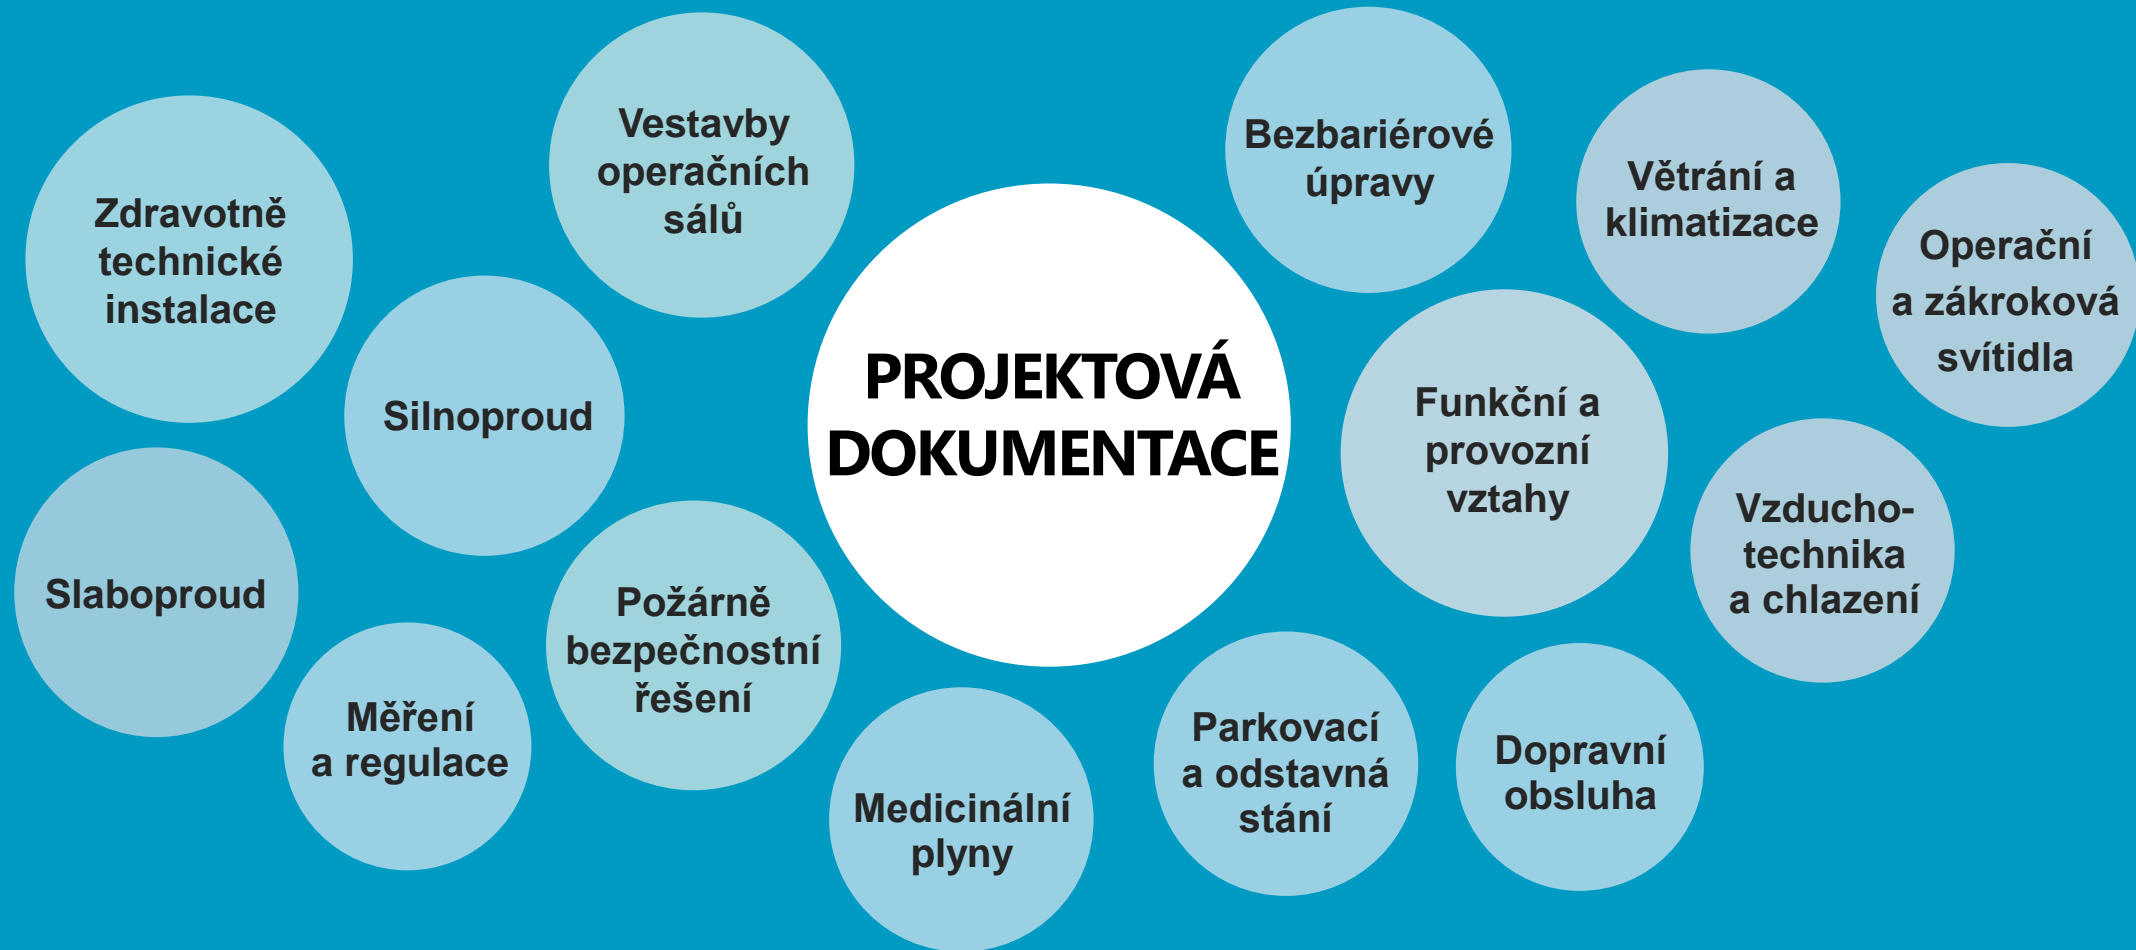 Zdravotně
technické
instalace
Vestavby
operačních
sálů
Silnoproud
Slaboproud
Měření
a regulace
Požárně
bezpečnostní
řešení
PROJEKTOVÁ
DOKUMENTACE
Medicinální
plyny
Bezbariérové
úpravy
Větrání a
klimatizace
Operační
a zákroková
svítidla
Funkční a
provozní
vztahy
Vzducho-
technika
a chlazení
Parkovací
a odstavná
stání
Dopravní
obsluha